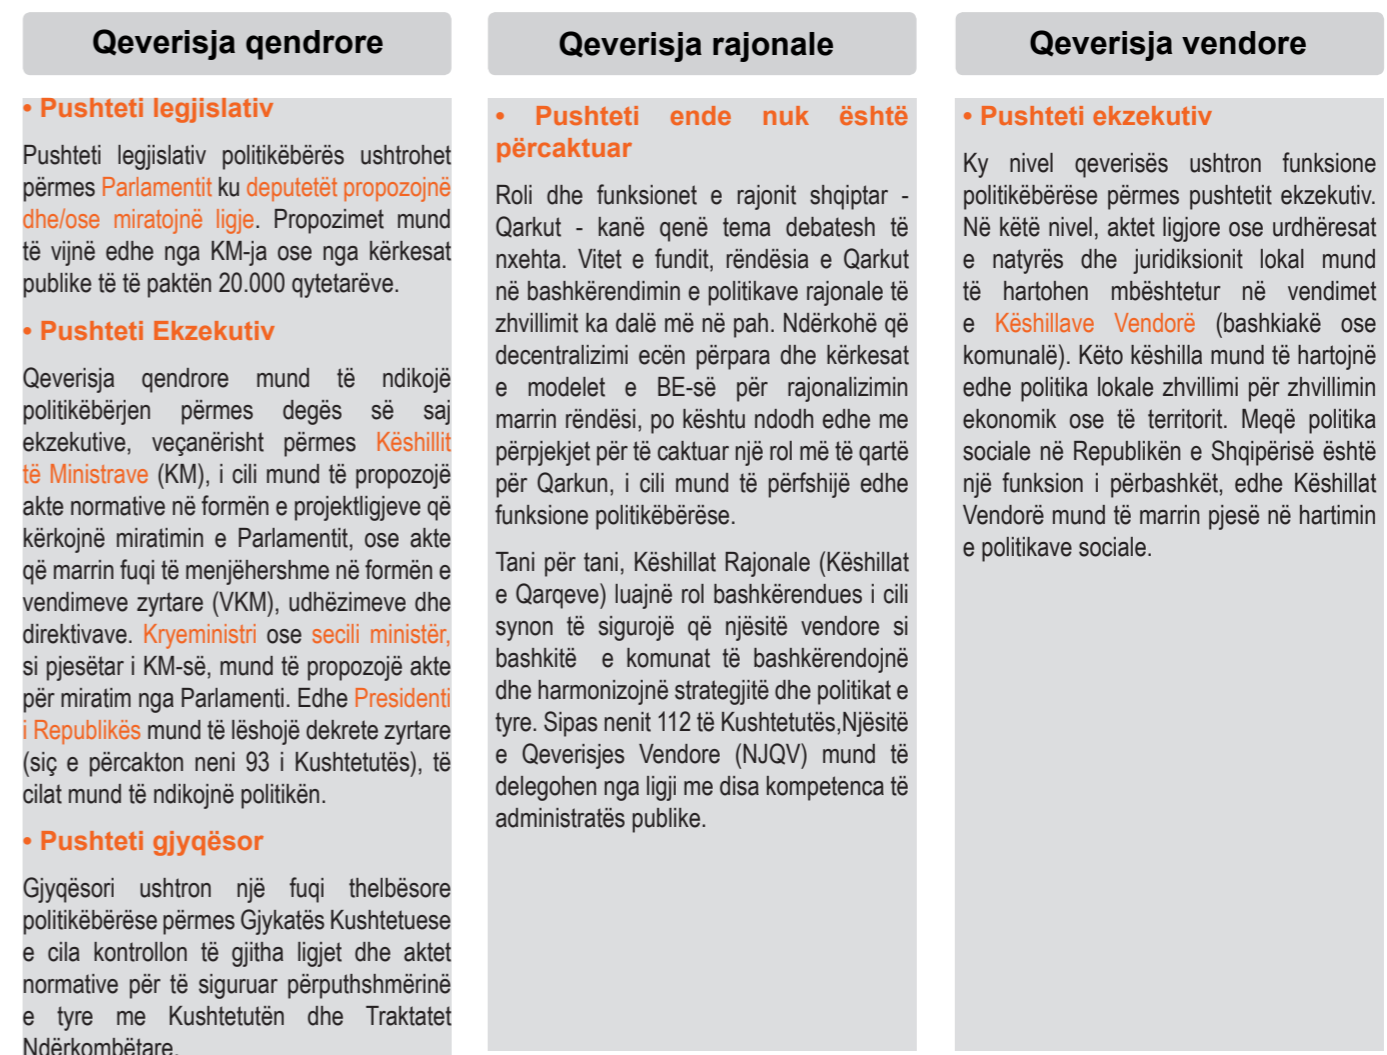 Qeverisja qendrore
• Pushteti legjislativ
Pushteti legjislativ politikëbërës ushtrohet
përmes Parlamentit ku deputetët propozojnë
dhe/ose miratojnë ligje. Propozimet mund
të vijnë edhe nga KM-ja ose nga kërkesat
publike të të paktën 20.000 qytetarëve.
• Pushteti Ekzekutiv
Qeverisja qendrore mund të ndikojë
politikëbërjen përmes degës së saj
ekzekutive, veçanërisht përmes Këshillit
të Ministrave (KM), i cili mund të propozojë
akte normative në formën e projektligjeve që
kërkojnë miratimin e Parlamentit, ose akte
që marrin fuqi të menjëhershme në formën e
vendimeve zyrtare (VKM), udhëzimeve dhe
direktivave. Kryeministri ose secili ministër,
si pjesëtar i KM-së, mund të propozojë akte
për miratim nga Parlamenti. Edhe Presidenti
i Republikës mund të lëshojë dekrete zyrtare
(siç e përcakton neni 93 i Kushtetutës), të
cilat mund të ndikojnë politikën.
• Pushteti gjyqësor
Gjyqësori ushtron një fuqi thelbësore
politikëbërëse përmes Gjykatës Kushtetuese
e cila kontrollon të gjitha ligjet dhe aktet
normative për të siguruar përputhshmërinë
e tyre me Kushtetutën dhe Traktatet
Ndërkombëtare.
Qeverisja rajonale
• Pushteti ende nuk është
përcaktuar
Roli dhe funksionet e rajonit shqiptar -
Qarkut - kanë qenë tema debatesh të
nxehta. Vitet e fundit, rëndësia e Qarkut
në bashkërendimin e politikave rajonale të
zhvillimit ka dalë më në pah. Ndërkohë që
decentralizimi ecën përpara dhe kërkesat
e modelet e BE-së për rajonalizimin
marrin rëndësi, po kështu ndodh edhe me
përpjekjet për të caktuar një rol më të qartë
për Qarkun, i cili mund të përfshijë edhe
funksione politikëbërëse.
Tani për tani, Këshillat Rajonale (Këshillat
e Qarqeve) luajnë rol bashkërendues i cili
synon të sigurojë që njësitë vendore si
bashkitë e komunat të bashkërendojnë
dhe harmonizojnë strategjitë dhe politikat e
tyre. Sipas nenit 112 të Kushtetutës,Njësitë
e Qeverisjes Vendore (NJQV) mund të
delegohen nga ligji me disa kompetenca të
administratës publike.
Qeverisja vendore
• Pushteti ekzekutiv
Ky nivel qeverisës ushtron funksione
politikëbërëse përmes pushtetit ekzekutiv.
Në këtë nivel, aktet ligjore ose urdhëresat
e natyrës dhe juridiksionit lokal mund
të hartohen mbështetur në vendimet
e Këshillave Vendorë (bashkiakë ose
komunalë). Këto këshilla mund të hartojnë
edhe politika lokale zhvillimi për zhvillimin
ekonomik ose të territorit. Meqë politika
sociale në Republikën e Shqipërisë është
një funksion i përbashkët, edhe Këshillat
Vendorë mund të marrin pjesë në hartimin
e politikave sociale.